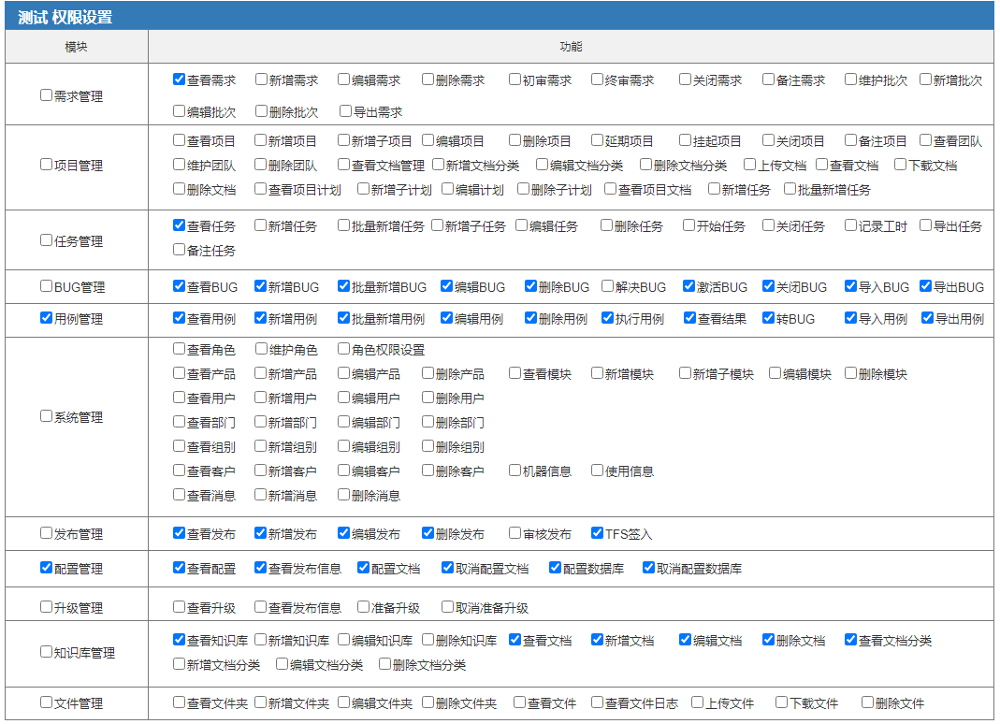 测试 权限设置
模块 功能
需求管理
查看需求 新增需求 编辑需求 删除需求 初审需求 终审需求 关闭需求 备注需求 维护批次 新增批次
编辑批次 删除批次 导出需求
项目管理
查看项目 新增项目 新增子项目 编辑项目 删除项目 延期项目 挂起项目 关闭项目 备注项目 查看团队
维护团队 删除团队 查看文档管理 新增文档分类 编辑文档分类 删除文档分类 上传文档 查看文档 下载文档
删除文档 查看项目计划 新增子计划 编辑计划 删除子计划 查看项目文档 新增任务 批量新增任务
任务管理
查看任务 新增任务 批量新增任务 新增子任务 编辑任务 删除任务 开始任务 关闭任务 记录工时 导出任务
备注任务
BUG管理 查看BUG 新增BUG 批量新增BUG 编辑BUG 删除BUG 解决BUG 激活BUG 关闭BUG 导入BUG 导出BUG
用例管理 查看用例 新增用例 批量新增用例 编辑用例 删除用例 执行用例 查看结果 转BUG 导入用例 导出用例
系统管理
查看角色 维护角色 角色权限设置
查看产品 新增产品 编辑产品 删除产品 查看模块 新增模块 新增子模块 编辑模块 删除模块
查看用户 新增用户 编辑用户 删除用户
查看部门 新增部门 编辑部门 删除部门
查看组别 新增组别 编辑组别 删除组别
查看客户 新增客户 编辑客户 删除客户 机器信息 使用信息
查看消息 新增消息 删除消息
发布管理 查看发布 新增发布 编辑发布 删除发布 审核发布 TFS签入
配置管理 查看配置 查看发布信息 配置文档 取消配置文档 配置数据库 取消配置数据库
升级管理 查看升级 查看发布信息 准备升级 取消准备升级
知识库管理
查看知识库 新增知识库 编辑知识库 删除知识库 查看文档 新增文档 编辑文档 删除文档 查看文档分类
新增文档分类 编辑文档分类 删除文档分类
文件管理 查看文件夹 新增文件夹 编辑文件夹 删除文件夹 查看文件 查看文件日志 上传文件 下载文件 删除文件